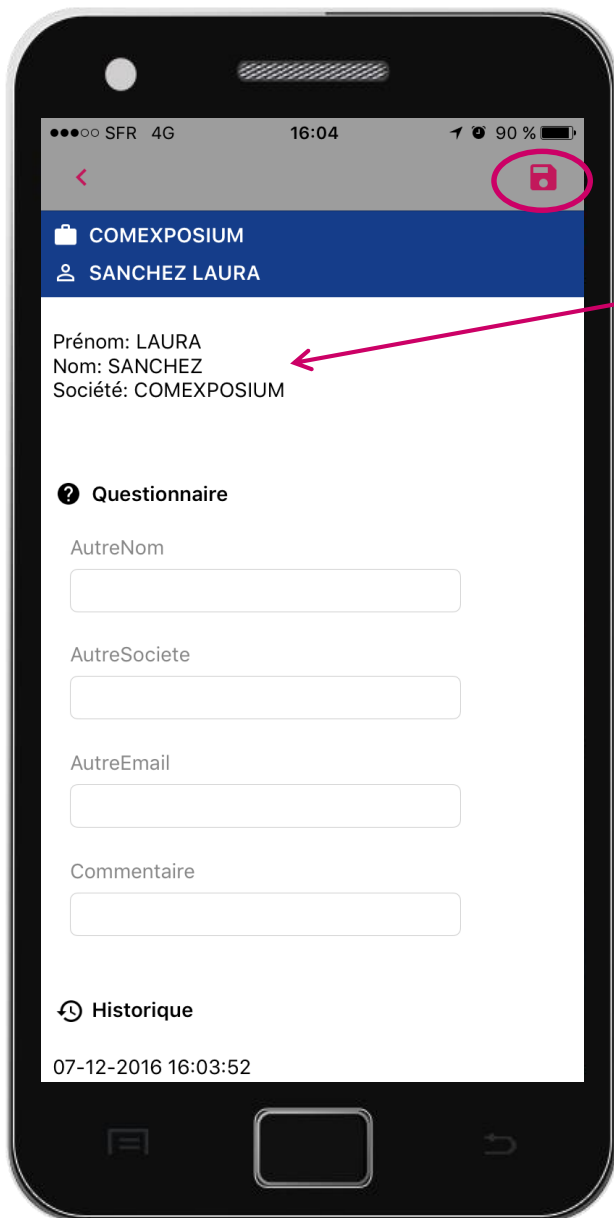 SFR 4G 16:04 90 %
COMEXPOSIUM
SANCHEZ LAURA
Prénom: LAURA
Nom: SANCHEZ
Société: COMEXPOSIUM
Questionnaire
AutreNom
AutreSociete
AutreEmail
Commentaire
Historique
07-12-2016 16:03:52